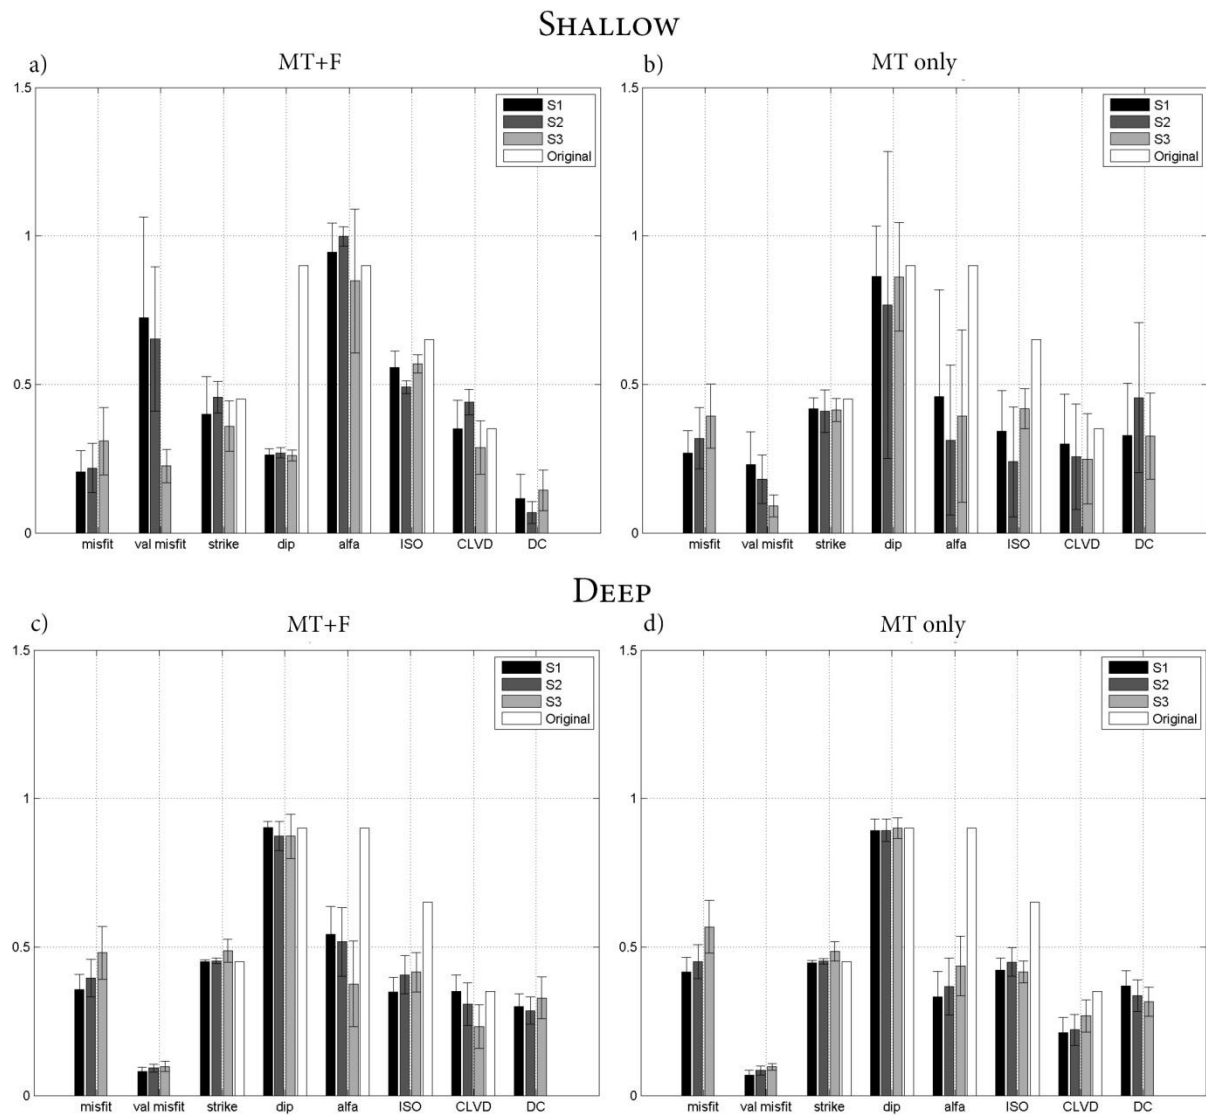 SHALLOW
a) MT+F
b) MT only
1.5
1
0.5
0
S1
S2
S3
Original
misfit val misfit strike dip alfa ISO CLVD DC
1.5
1
0.5
0
S1
S2
S3
Original
misfit val misfit strike dip alfa ISO CLVD DC
DEEP
c) MT+F
d) MT only
1.5
1
0.5
0
S1
S2
S3
Original
misfit val misfit strike dip alfa ISO CLVD DC
1.5
1
0.5
0
S1
S2
S3
Original
misfit val misfit strike dip alfa ISO CLVD DC